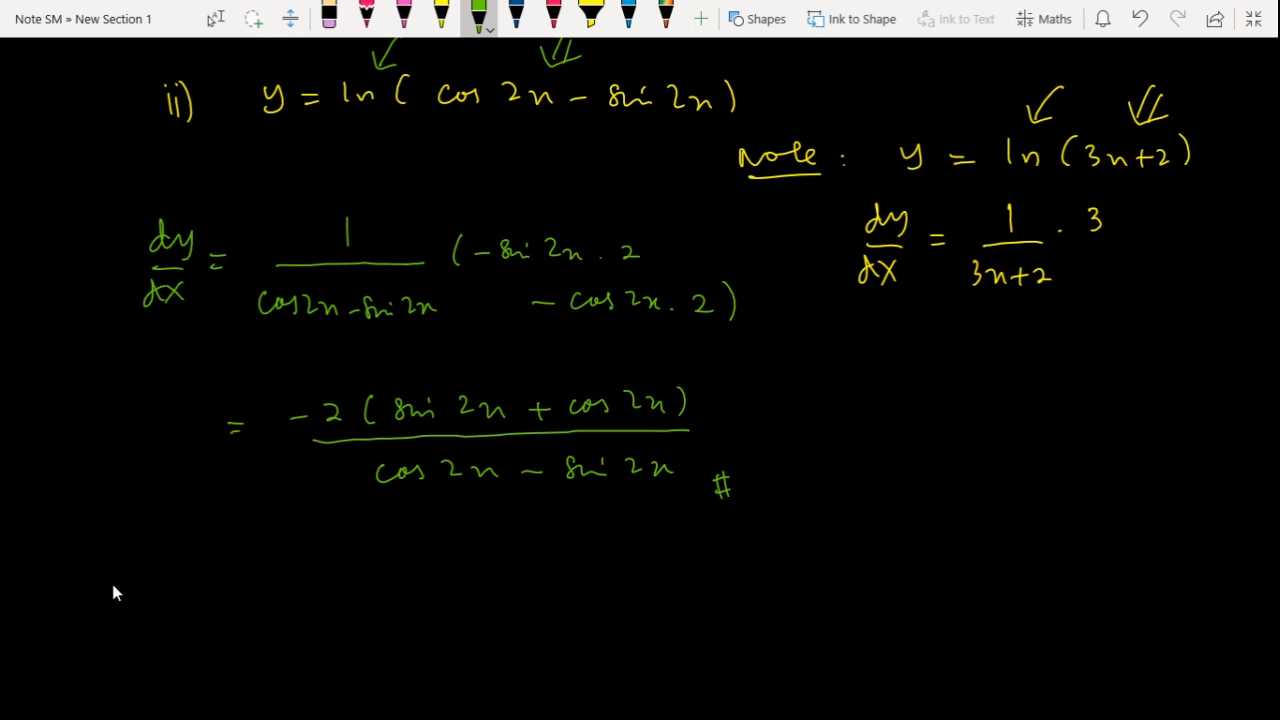 Note SM » New Section 1
Shapes
Ink to Shape
Ink to Text
Maths
ii) y = ln ( cos 2x - sin 2x )
Note : y = ln ( 3x+2 )
dy/dx = 1/(3x+2) . 3
dy/dx = 1/(cos2x - sin2x) ( - sin 2x . 2
- cos 2x . 2 )
= - 2 ( sin 2x + cos 2x )
cos 2x - sin 2x #